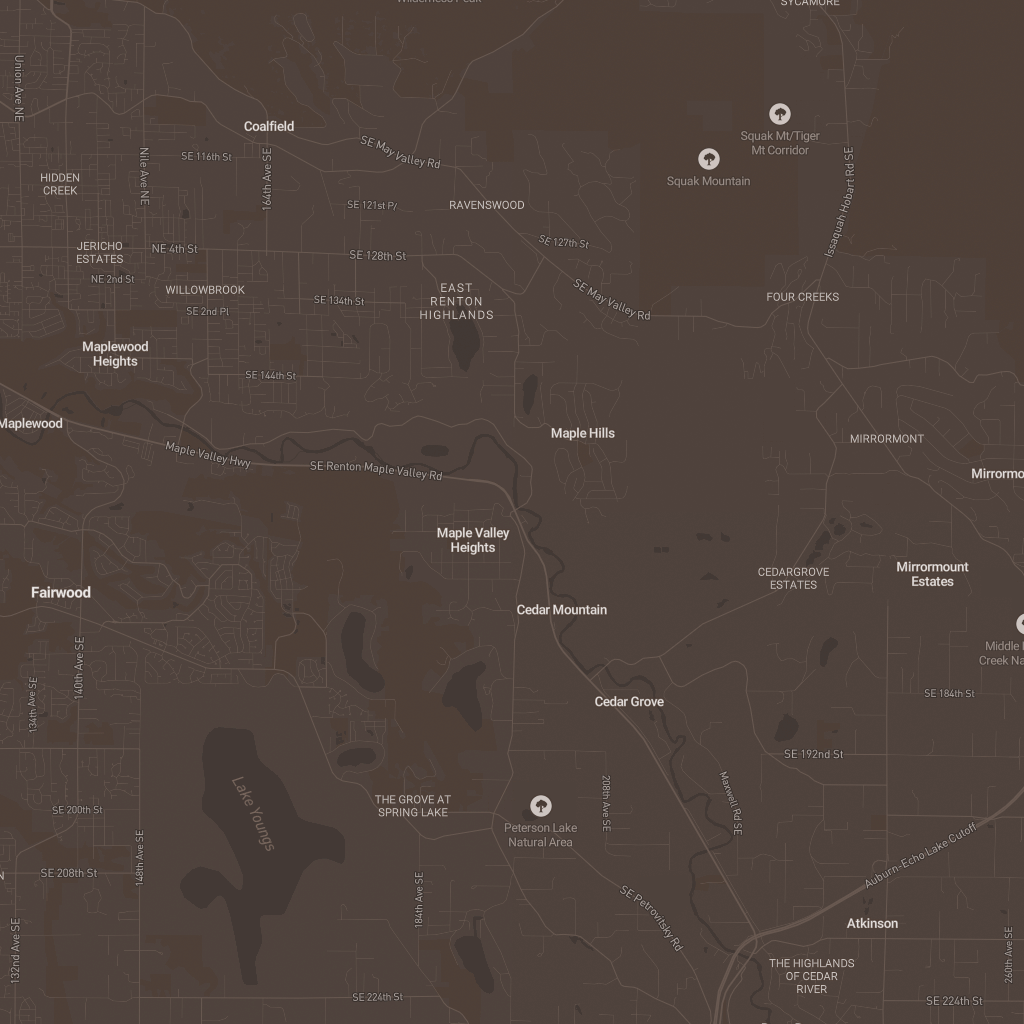 Wilderness Peak
SYCAMORE
Union Ave NE
Coalfield
Squak Mt/Tiger
Mt Corridor
SE May Valley Rd
SE 116th St
Nile Ave NE
164th Ave SE
Squak Mountain
HIDDEN
CREEK
Issaquah Hobart Rd SE
SE 121st Pl
RAVENSWOOD
JERICHO
ESTATES
NE 4th St
SE 128th St
SE 127th St
NE 2nd St
WILLOWBROOK
SE 134th St
EAST
RENTON
HIGHLANDS
SE May Valley Rd
FOUR CREEKS
SE 2nd Pl
Maplewood
Heights
SE 144th St
Maplewood
Maple Hills
MIRRORMONT
Maple Valley Hwy
SE Renton Maple Valley Rd
Mirrormo
Maple Valley
Heights
CEDARGROVE
ESTATES
Mirrormount
Estates
Fairwood
Cedar Mountain
140th Ave SE
Middle
Creek Na
134th Ave SE
SE 184th St
Cedar Grove
SE 192nd St
Lake Youngs
THE GROVE AT
SPRING LAKE
208th Ave SE
Maxwell Rd SE
SE 200th St
Peterson Lake
Natural Area
148th Ave SE
Auburn-Echo Lake Cutoff
SE 208th St
N
184th Ave SE
SE Petrovitsky Rd
Atkinson
132nd Ave SE
260th Ave SE
THE HIGHLANDS
OF CEDAR
RIVER
SE 224th St
SE 224th St